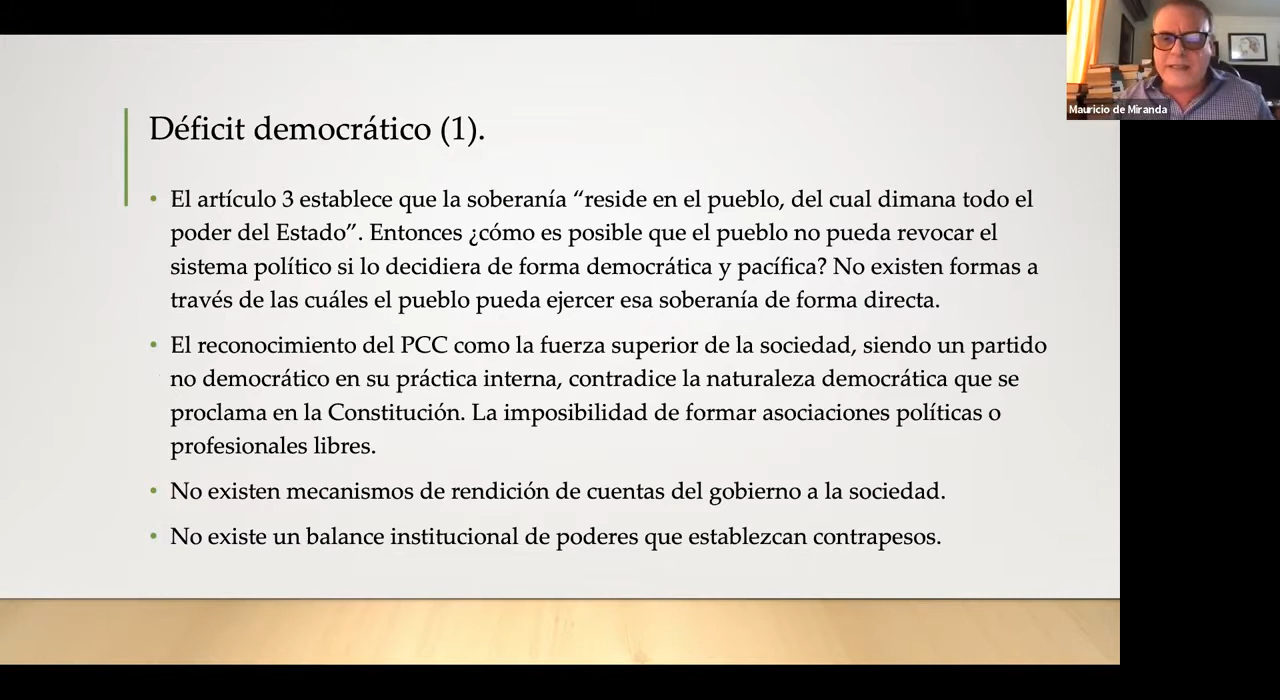 Déficit democrático (1).
• El artículo 3 establece que la soberanía “reside en el pueblo, del cual dimana todo el
poder del Estado”. Entonces ¿cómo es posible que el pueblo no pueda revocar el
sistema político si lo decidiera de forma democrática y pacífica? No existen formas a
través de las cuáles el pueblo pueda ejercer esa soberanía de forma directa.
• El reconocimiento del PCC como la fuerza superior de la sociedad, siendo un partido
no democrático en su práctica interna, contradice la naturaleza democrática que se
proclama en la Constitución. La imposibilidad de formar asociaciones políticas o
profesionales libres.
• No existen mecanismos de rendición de cuentas del gobierno a la sociedad.
• No existe un balance institucional de poderes que establezcan contrapesos.
Mauricio de Miranda